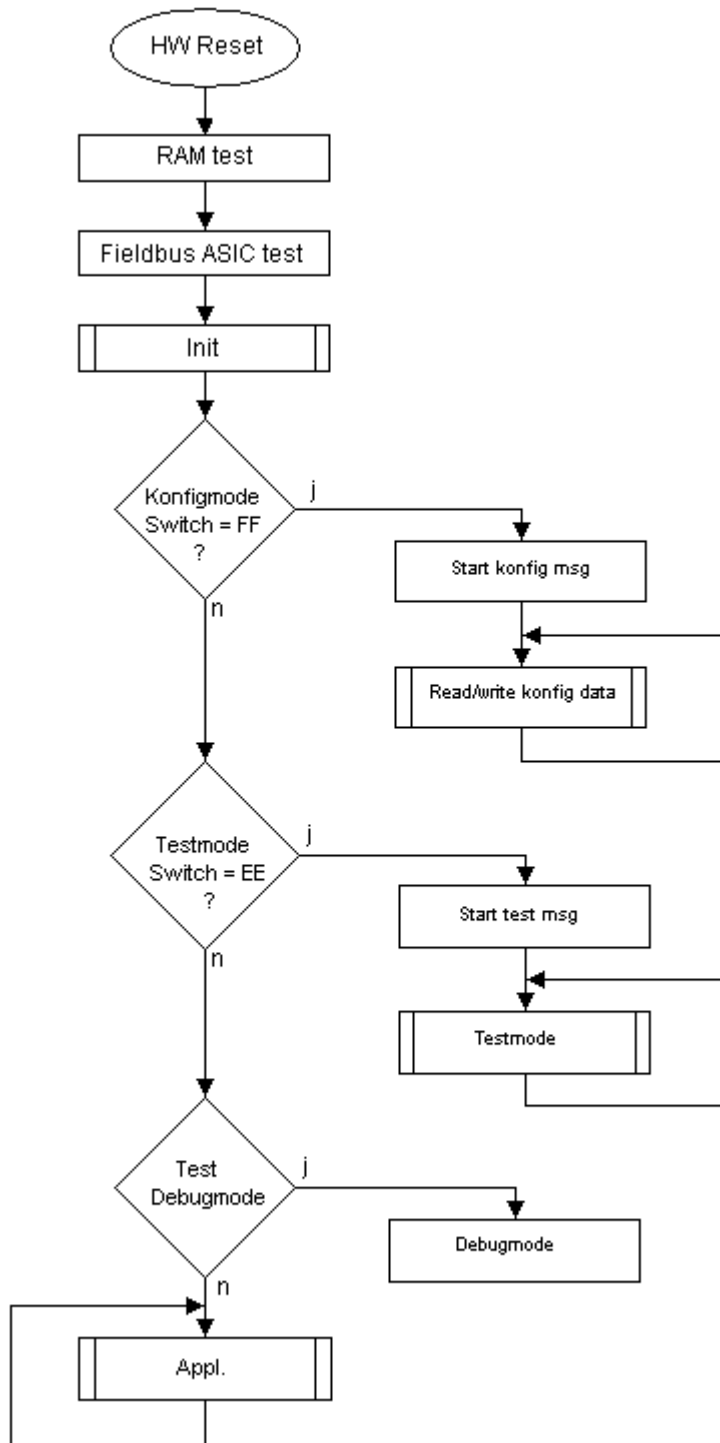 HW Reset
RAM test
Fieldbus ASIC test
Init
Konfigmode
Switch = FF
?
j
n
Start konfig msg
Read/write konfig data
Testmode
Switch = EE
?
j
n
Start test msg
Testmode
Test
Debugmode
j
n
Debugmode
Appl.